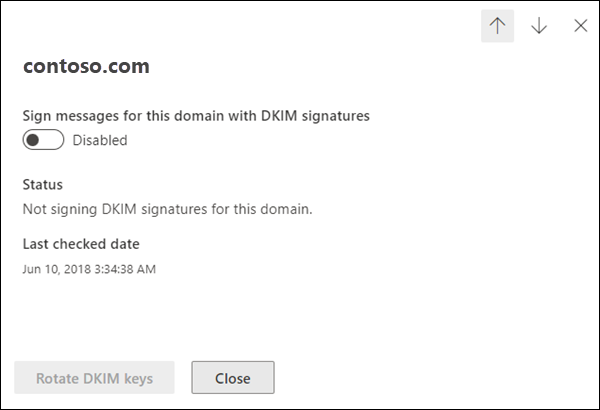 contoso.com
Sign messages for this domain with DKIM signatures
Disabled
Status
Not signing DKIM signatures for this domain.
Last checked date
Jun 10, 2018 3:34:38 AM
Rotate DKIM keys
Close